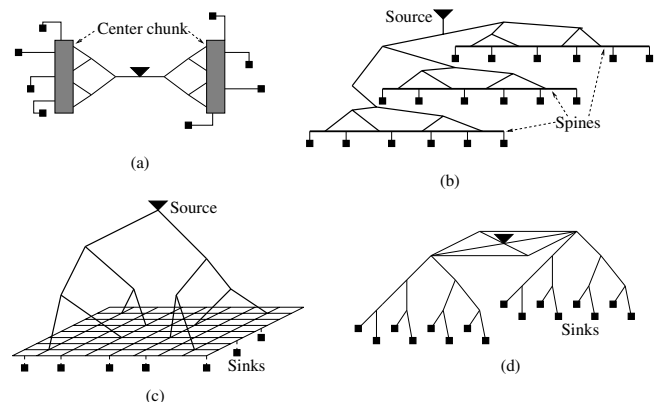 Center chunk
(a)
Source
Spines
(b)
Source
Sinks
(c)
Sinks
(d)